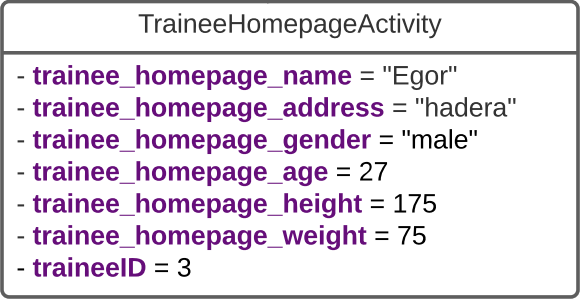 TraineeHomepageActivity
- trainee_homepage_name = "Egor"
- trainee_homepage_address = "hadera"
- trainee_homepage_gender = "male"
- trainee_homepage_age = 27
- trainee_homepage_height = 175
- trainee_homepage_weight = 75
- traineeID = 3